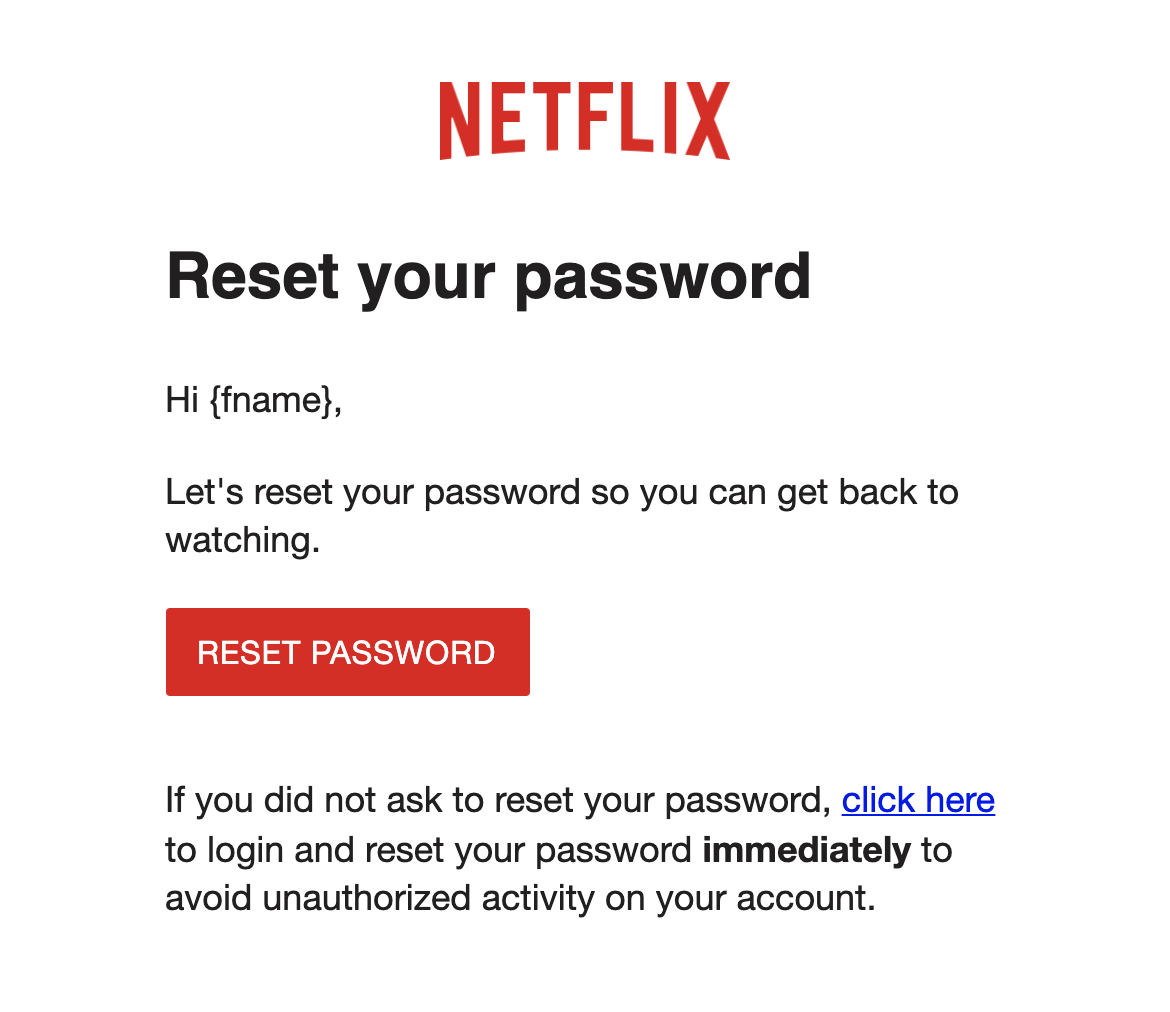 NETFLIX
Reset your password
Hi {fname},
Let's reset your password so you can get back to
watching.
RESET PASSWORD
If you did not ask to reset your password, click here
to login and reset your password immediately to
avoid unauthorized activity on your account.